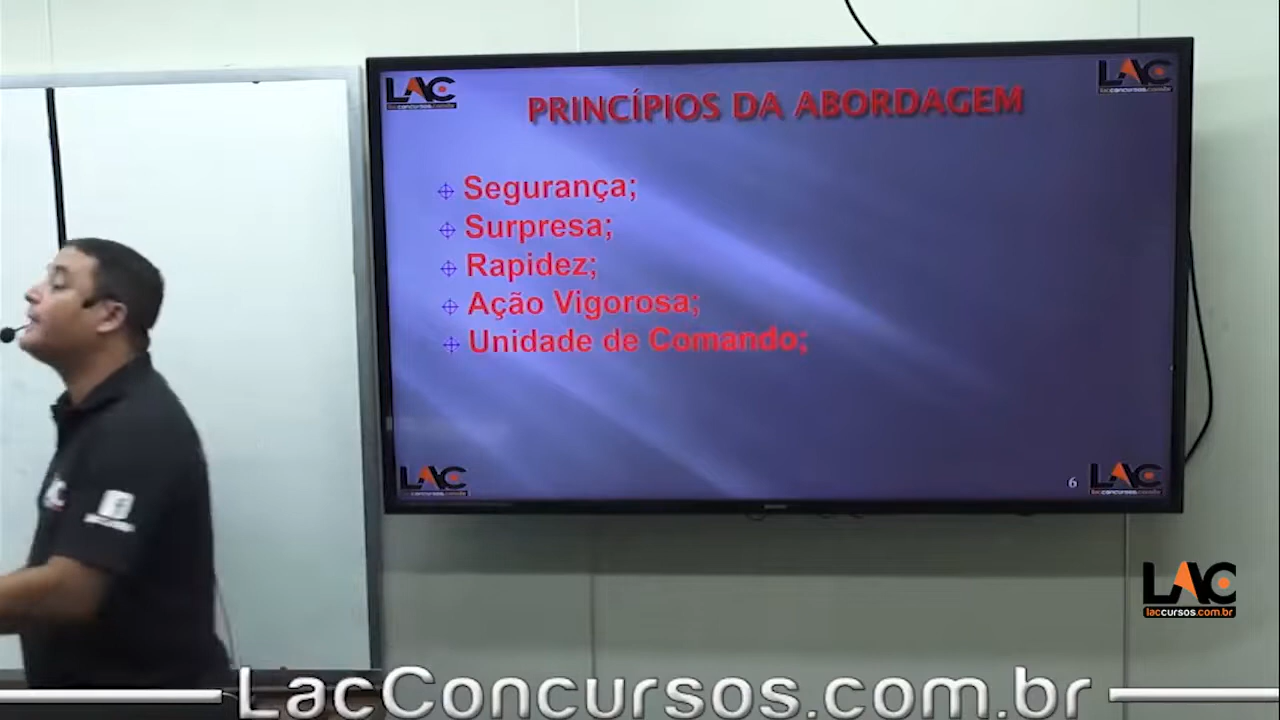 LAC
LAC
PRINCÍPIOS DA ABORDAGEM
Segurança;
Surpresa;
Rapidez;
Ação Vigorosa;
Unidade de Comando;
LAC
6
LAC
LAC
laccursos.com.br
LacConcursos.com.br